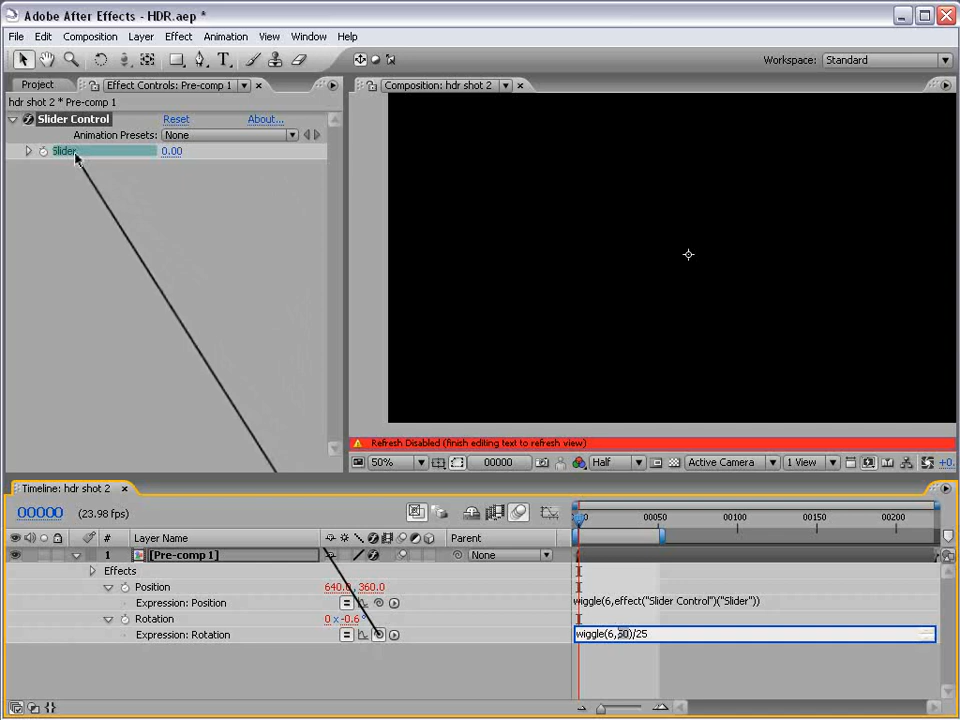 Adobe After Effects - HDR.aep *
File Edit Composition Layer Effect Animation View Window Help
Workspace: Standard
Project Effect Controls: Pre-comp 1
Composition: hdr shot 2
hdr shot 2 * Pre-comp 1
Slider Control Reset About...
Animation Presets: None
Slider 0.00
Refresh Disabled (finish editing text to refresh view)
50% 00000 Half Active Camera 1 View +0.
Timeline: hdr shot 2
00000 (23.98 fps)
00050 00100 00150 00200
# Layer Name Parent
1 [Pre-comp 1] None
Effects
Position 640.0, 360.0
Expression: Position wiggle(6,effect("Slider Control")("Slider"))
Rotation 0 x-0.6°
Expression: Rotation wiggle(6,50)/25